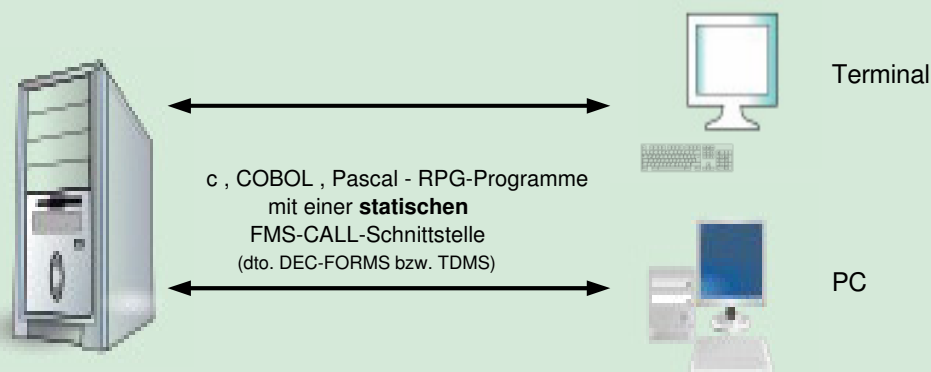 Terminal
c , COBOL , Pascal - RPG-Programme
mit einer statischen
FMS-CALL-Schnittstelle
(dto. DEC-FORMS bzw. TDMS)
PC